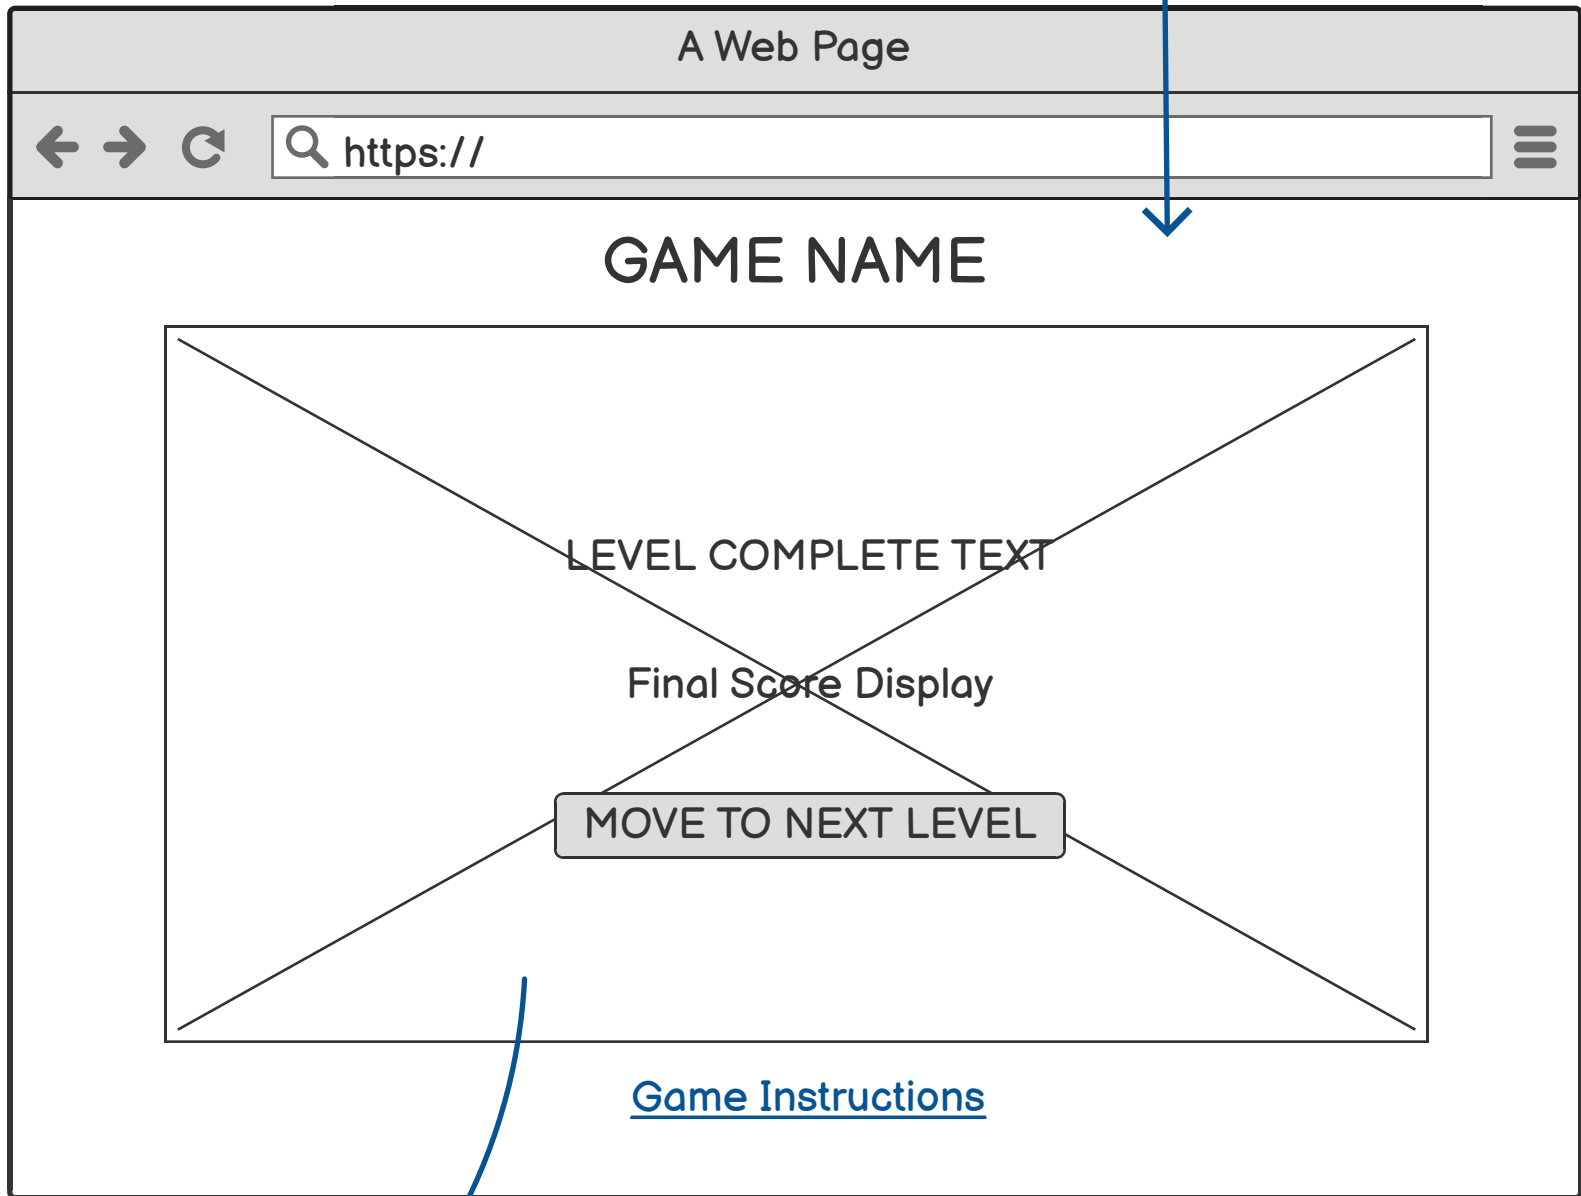 A Web Page
https://
GAME NAME
LEVEL COMPLETE TEXT
Final Score Display
MOVE TO NEXT LEVEL
Game Instructions